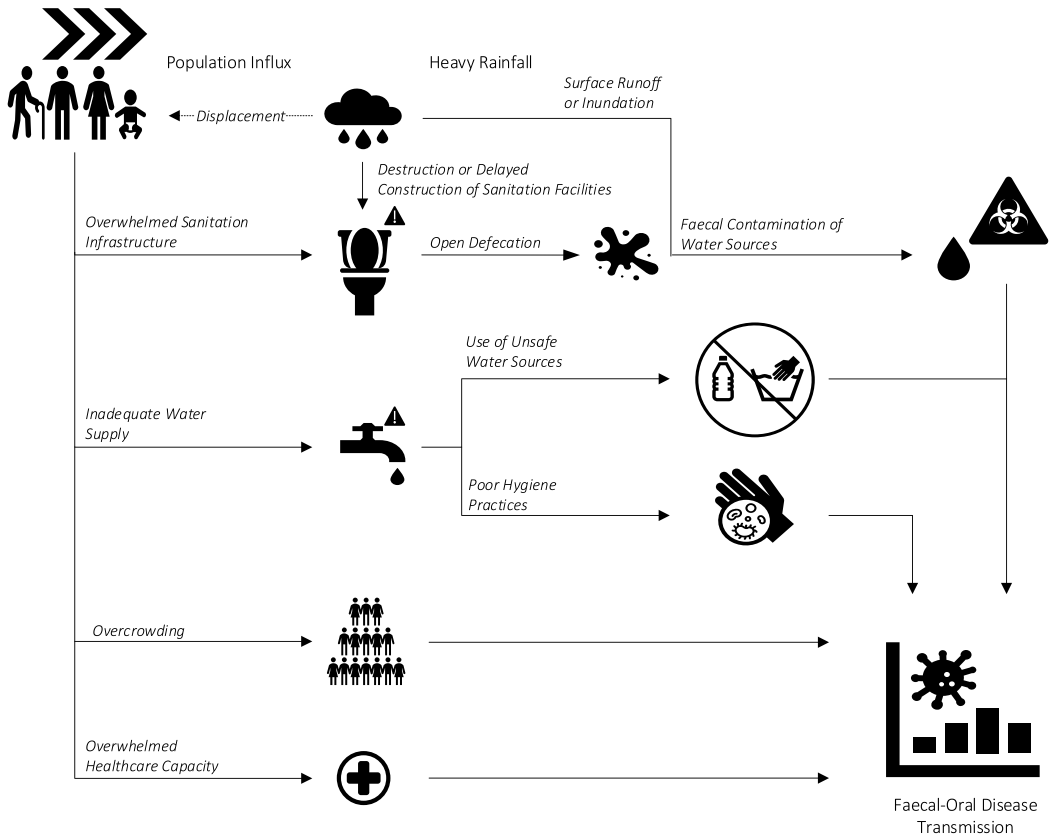 Population Influx
Heavy Rainfall
Surface Runoff
or Inundation
Displacement
Destruction or Delayed
Construction of Sanitation Facilities
Overwhelmed Sanitation
Infrastructure
Open Defecation
Faecal Contamination of
Water Sources
Use of Unsafe
Water Sources
Inadequate Water
Supply
Poor Hygiene
Practices
Overcrowding
Overwhelmed
Healthcare Capacity
Faecal-Oral Disease
Transmission